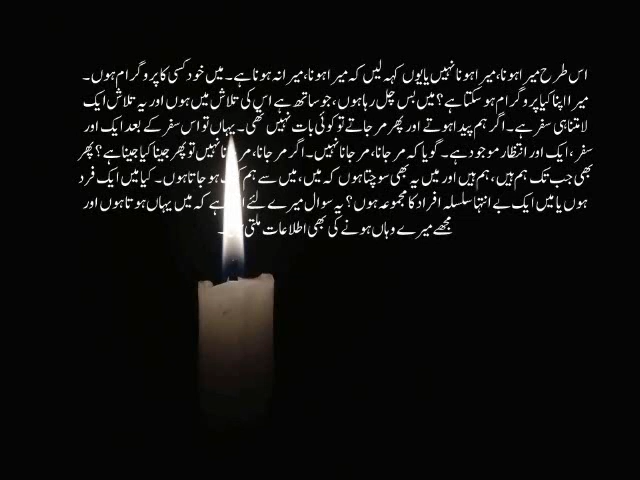 اس طرح میرا ہونا، میرا ہونا نہیں یا یوں کہہ لیں کہ میرا ہونا، میرا نہ ہونا ہے۔ میں خود کسی کا پروگرام ہوں۔
میرا اپنا کیا پروگرام ہو سکتا ہے؟ میں بس چل رہا ہوں، جو ساتھ ہے اس کی تلاش میں ہوں اور یہ تلاش ایک
لامتناہی سفر ہے۔ اگر ہم پیدا ہوتے اور پھر مر جاتے تو کوئی بات نہیں تھی۔ یہاں تو اس سفر کے بعد ایک اور
سفر، ایک اور انتظار موجود ہے۔ گویا کہ مر جانا، مر جانا نہیں۔ اگر مر جانا، مر جانا نہیں تو پھر جینا کیا جینا ہے؟ پھر
بھی جب تک ہم ہیں، ہم ہیں اور میں یہ بھی سوچتا ہوں کہ میں، میں سے ہم ہو جاتا ہوں۔ کیا میں ایک فرد
ہوں یا میں ایک بے انتہا سلسلہ افراد کا مجموعہ ہوں؟ یہ سوال میرے لئے ہے کہ میں یہاں ہوتا ہوں اور
مجھے میرے وہاں ہونے کی بھی اطلاعات ملتی